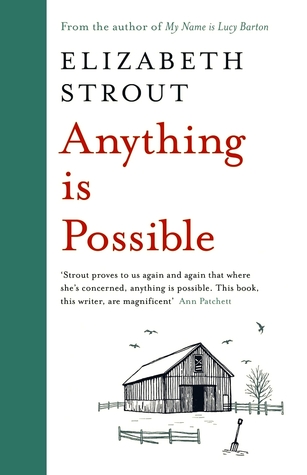 From the author of My Name is Lucy Barton
ELIZABETH
STROUT
Anything
is
Possible
‘Strout proves to us again and again that where
she’s concerned, anything is possible. This book,
this writer, are magnificent’ Ann Patchett